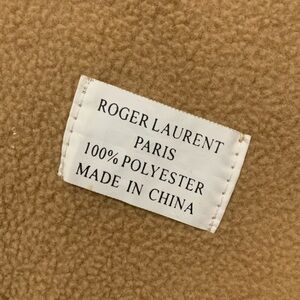 ROGER LAURENT
PARIS
100% POLYESTER
MADE IN CHINA